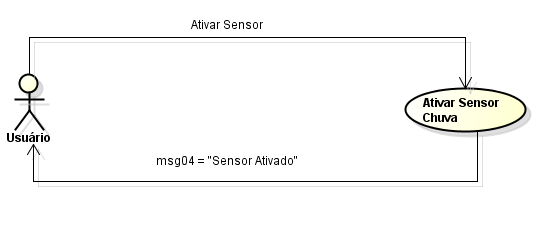 Ativar Sensor
Ativar Sensor
Chuva
Usuário
msg04 = "Sensor Ativado"